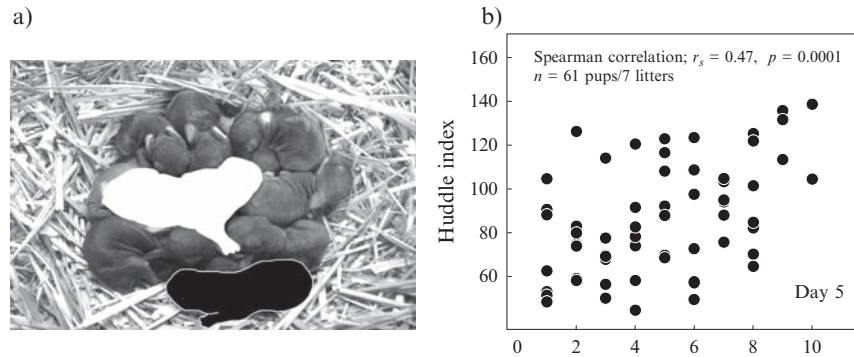 a)
b)
Spearman correlation; r_s = 0.47, p = 0.0001
n = 61 pups/7 litters
160
140
120
100
80
60
Huddle index
Day 5
0 2 4 6 8 10